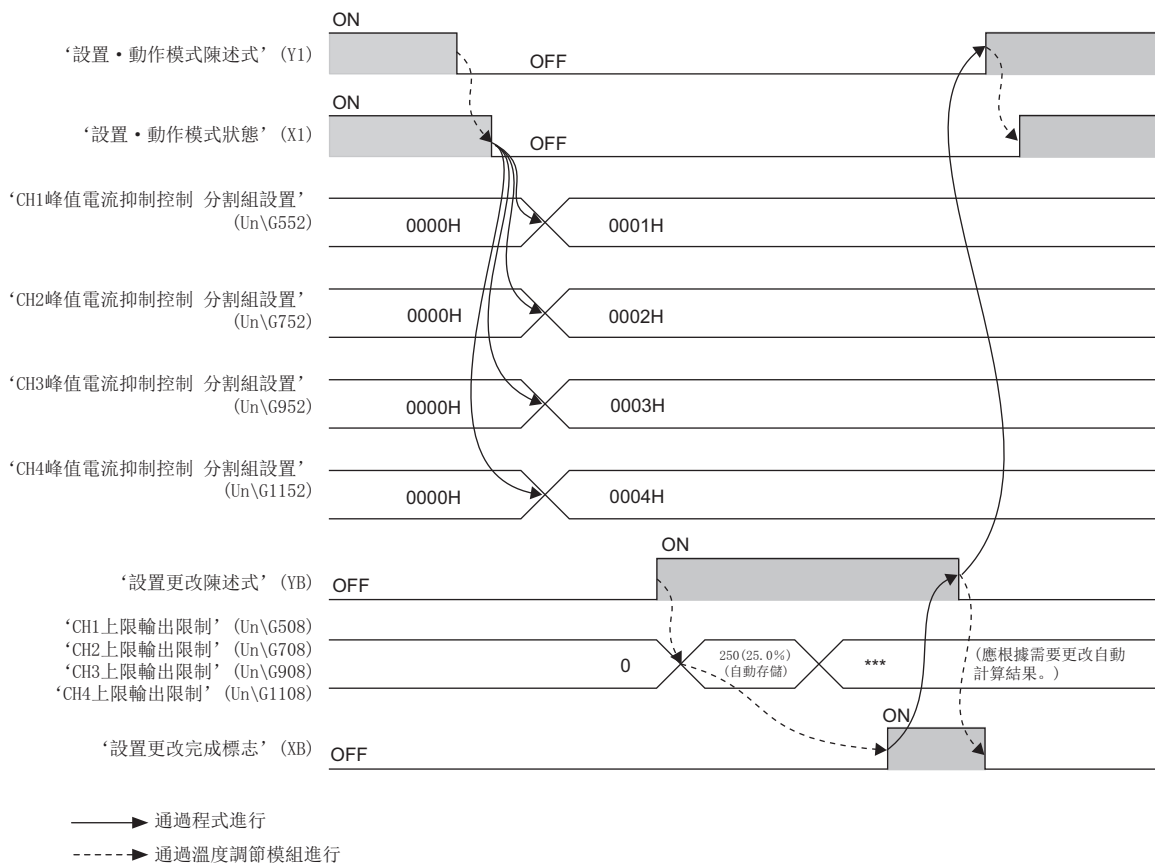 ON
‘設置・動作模式陳述式’ (Y1)
OFF
ON
‘設置・動作模式狀態’ (X1)
OFF
‘CH1峰值電流抑制控制 分割組設置’
(Un\G552)
0000H
0001H
‘CH2峰值電流抑制控制 分割組設置’
(Un\G752)
0000H
0002H
‘CH3峰值電流抑制控制 分割組設置’
(Un\G952)
0000H
0003H
‘CH4峰值電流抑制控制 分割組設置’
(Un\G1152)
0000H
0004H
ON
‘設置更改陳述式’ (YB)
OFF
‘CH1上限輸出限制’ (Un\G508)
‘CH2上限輸出限制’ (Un\G708)
‘CH3上限輸出限制’ (Un\G908)
‘CH4上限輸出限制’ (Un\G1108)
0
250(25.0%)
(自動存儲)
***
(應根據需要更改自動
計算結果。)
ON
‘設置更改完成標志’ (XB)
OFF
通過程式進行
通過溫度調節模組進行